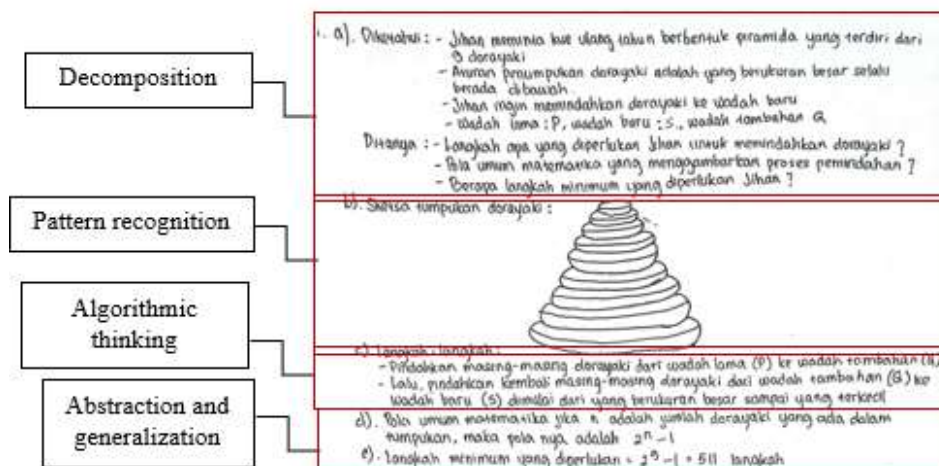 Decomposition
Pattern recognition
Algorithmic
thinking
Abstraction and
generalization
a). Diketahui : - Jihan meminta kue ulang tahun berbentuk piramida yang terdiri dari
9 dorayaki
- Aturan penumpukan dorayaki adalah yang berukuran besar selalu
berada dibawah
- Jihan ingin memindahkan dorayaki ke wadah baru
- Wadah lama : P, wadah baru : S, wadah tambahan Q
Ditanya : - Langkah apa yang diperlukan Jihan untuk memindahkan dorayaki ?
- Pola umum matematika yang menggambarkan proses pemindahan ?
- Berapa langkah minimum yang diperlukan Jihan ?
b). Sketsa tumpukan dorayaki :
c). Langkah-langkah :
- Pindahkan masing-masing dorayaki dari wadah lama (P) ke wadah tambahan (Q)
- Lalu, pindahkan kembali masing-masing dorayaki dari wadah tambahan (Q) ke
wadah baru (S) dimulai dari yang berukuran besar sampai yang terkecil
d). Pola umum matematika jika n adalah jumlah dorayaki yang ada dalam
tumpukan, maka pola nya adalah 2ⁿ - 1
e). Langkah minimum yang diperlukan = 2⁹ - 1 = 511 langkah